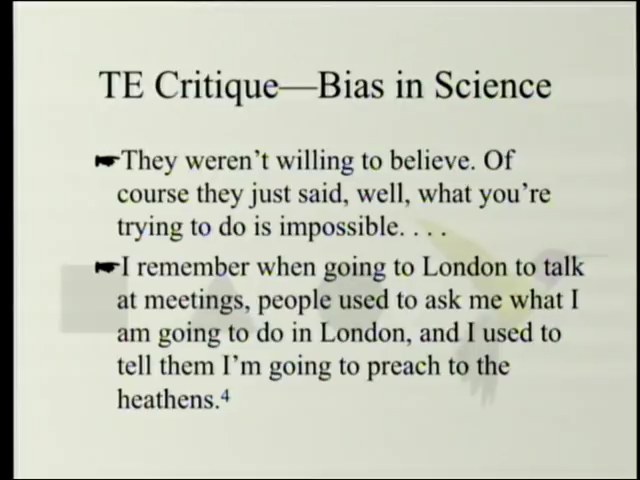 TE Critique—Bias in Science
☛They weren't willing to believe. Of
course they just said, well, what you're
trying to do is impossible. . . .
☛I remember when going to London to talk
at meetings, people used to ask me what I
am going to do in London, and I used to
tell them I'm going to preach to the
heathens.⁴